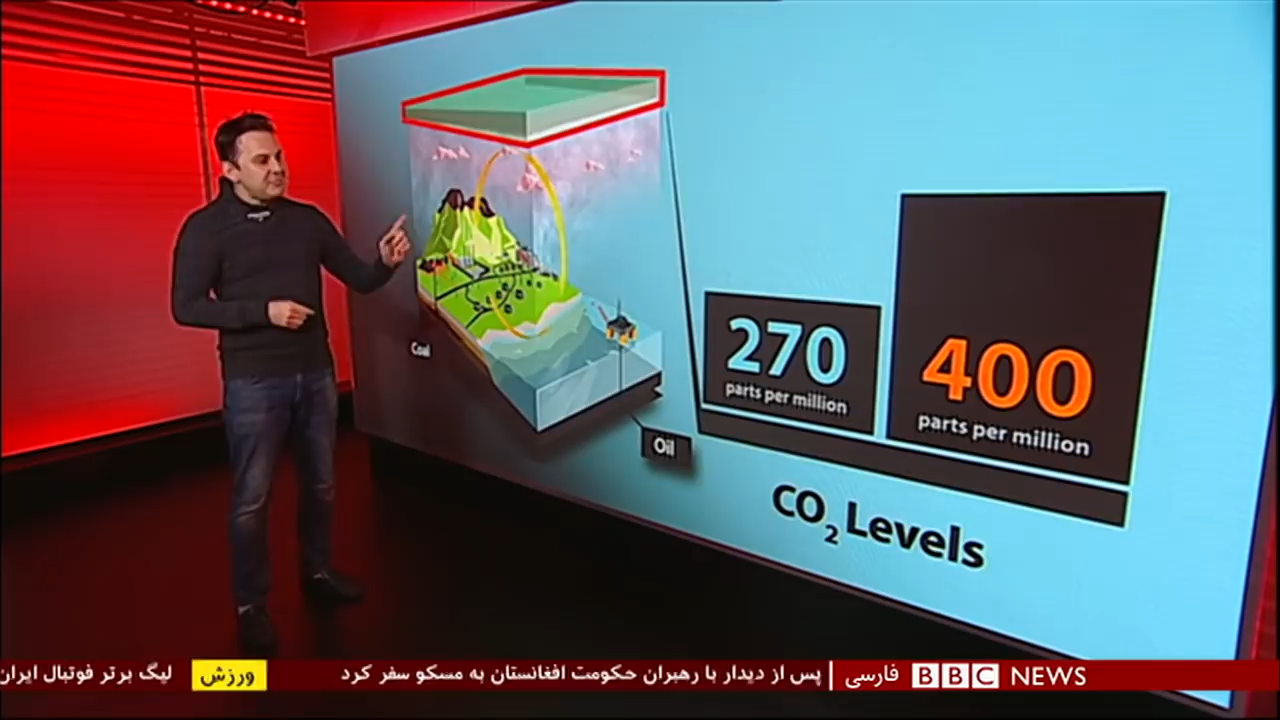 Coal
Oil
270
parts per million
400
parts per million
CO₂ Levels
BBC NEWS فارسی
پس از دیدار با رهبران حکومت افغانستان به مسکو سفر کرد
ورزش
لیگ برتر فوتبال ایران